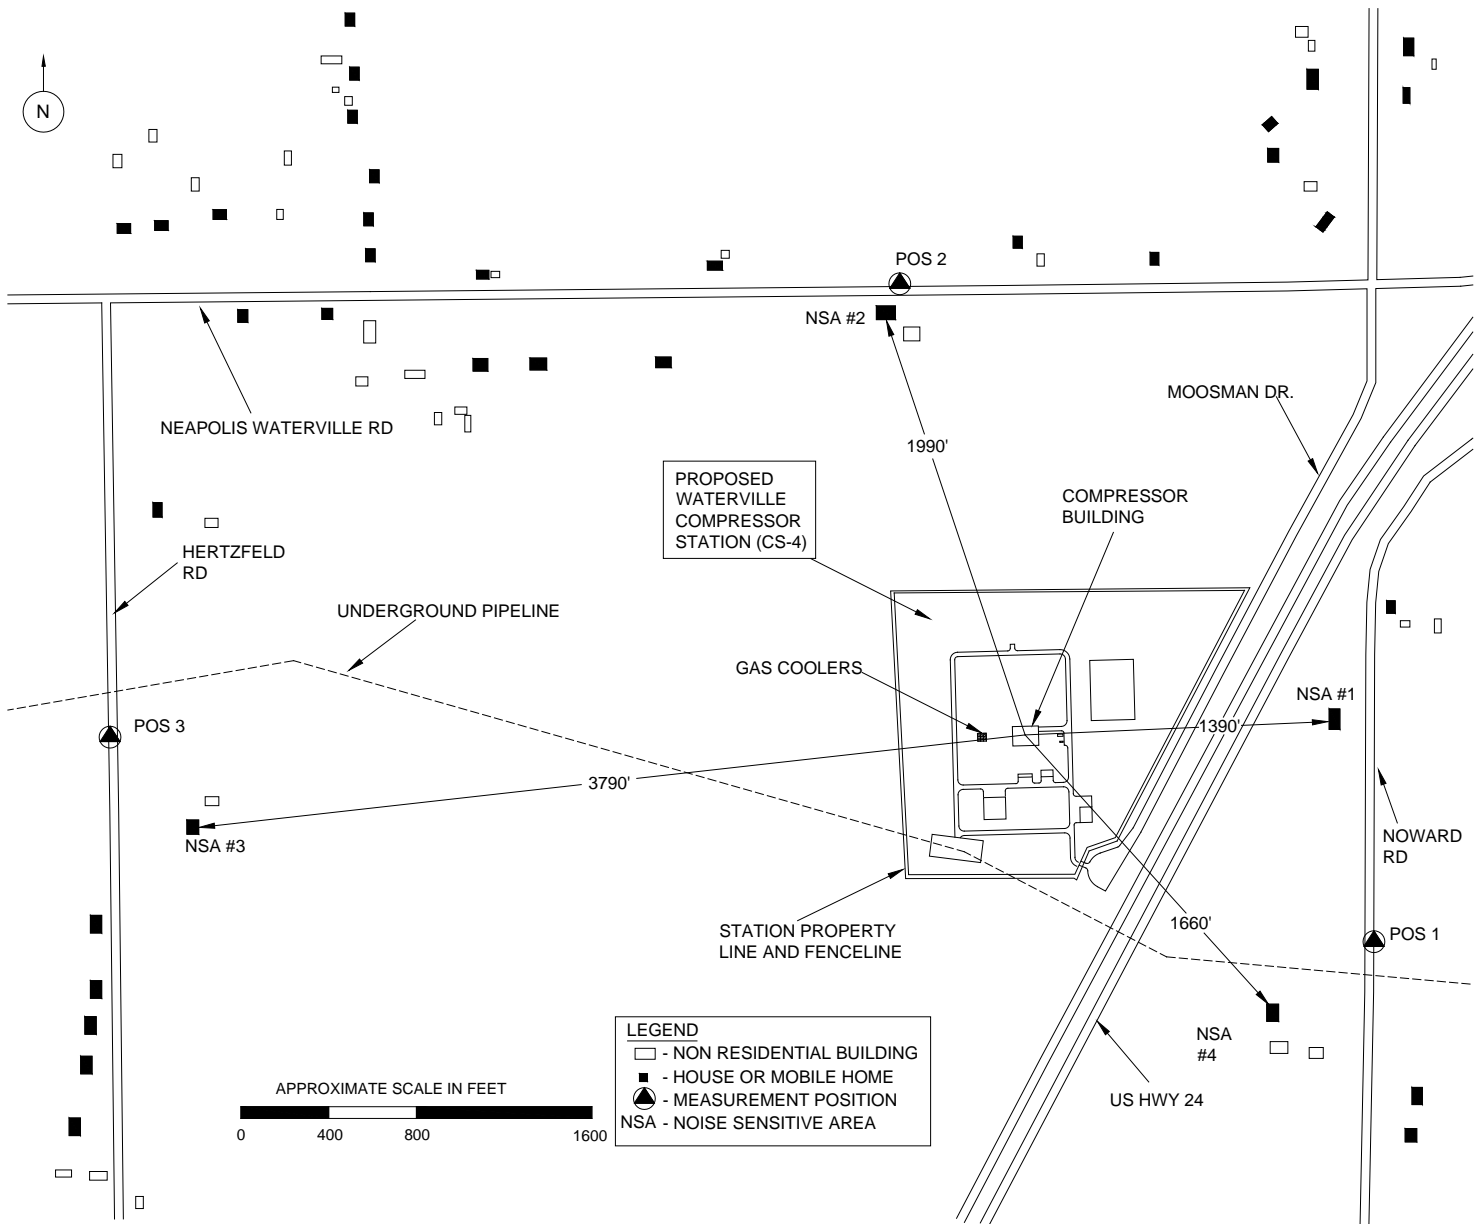 N
POS 2
NSA #2
MOOSMAN DR.
NEAPOLIS WATERVILLE RD
1990'
PROPOSED
WATERVILLE
COMPRESSOR
STATION (CS-4)
COMPRESSOR
BUILDING
HERTZFELD
RD
UNDERGROUND PIPELINE
GAS COOLERS
NSA #1
POS 3
1390'
3790'
NSA #3
NOWARD
RD
STATION PROPERTY
LINE AND FENCELINE
1660'
POS 1
NSA
#4
US HWY 24
LEGEND
- NON RESIDENTIAL BUILDING
- HOUSE OR MOBILE HOME
- MEASUREMENT POSITION
NSA - NOISE SENSITIVE AREA
APPROXIMATE SCALE IN FEET
0 400 800 1600